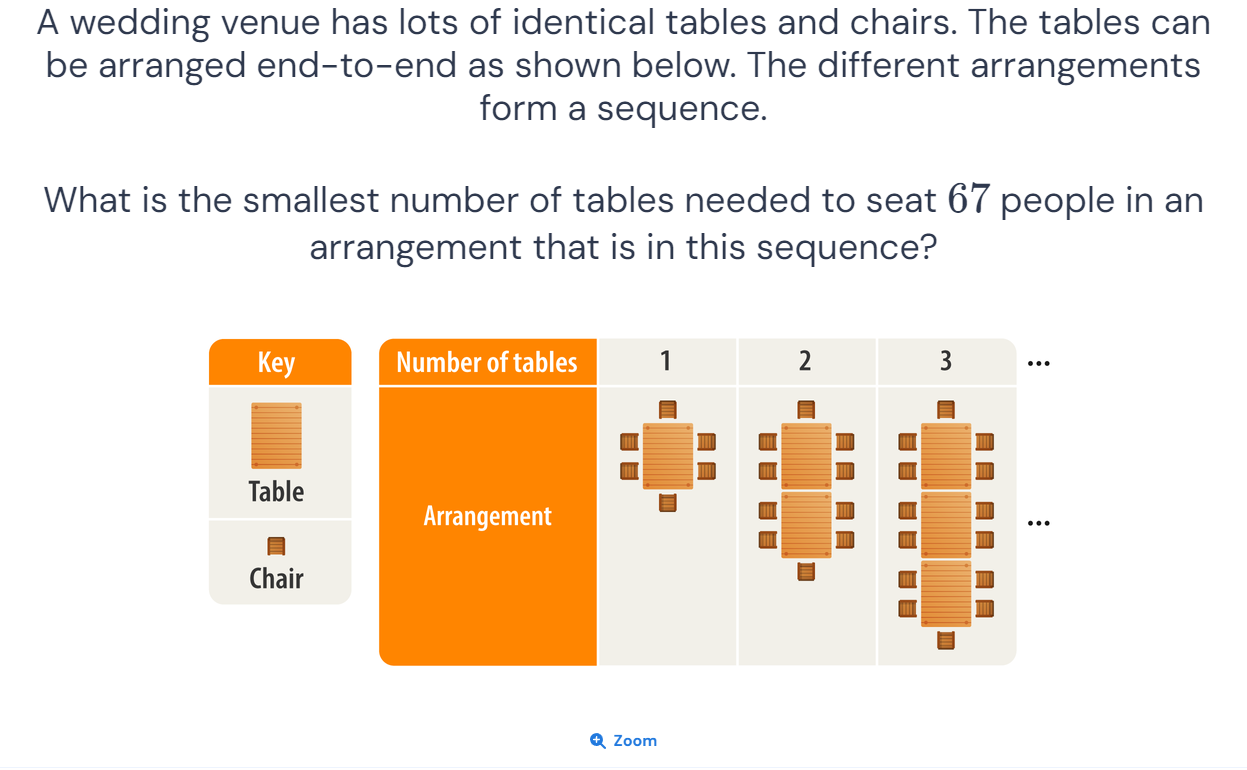 A wedding venue has lots of identical tables and chairs. The tables can
be arranged end-to-end as shown below. The different arrangements
form a sequence.
What is the smallest number of tables needed to seat 67 people in an
arrangement that is in this sequence?
Key
Table
Chair
Number of tables 1 2 3 ...
Arrangement ...
Zoom